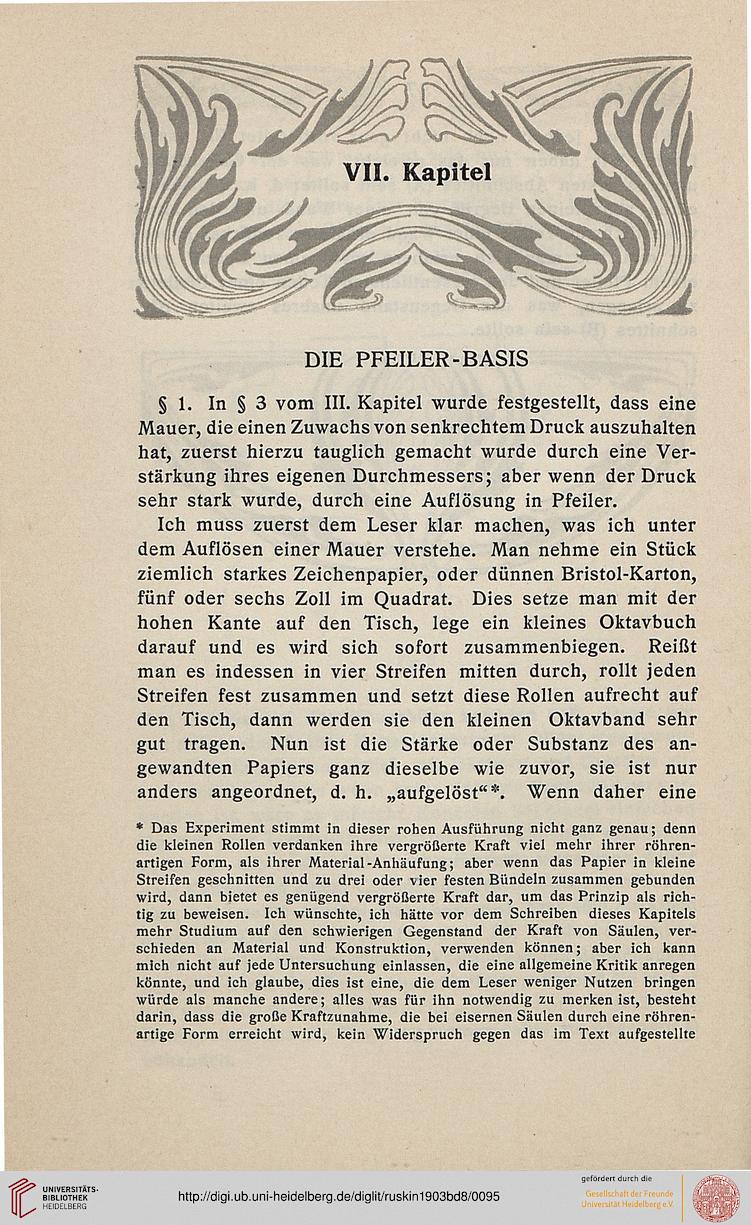 VII. Kapitel
DIE PFEILER-BASIS
§ 1. In § 3 vom III. Kapitel wurde festgestellt, dass eine
Mauer, die einen Zuwachs von senkrechtem Druck auszuhalten
hat, zuerst hierzu tauglich gemacht wurde durch eine Ver-
stärkung ihres eigenen Durchmessers; aber wenn der Druck
sehr stark wurde, durch eine Auflösung in Pfeiler.
Ich muss zuerst dem Leser klar machen, was ich unter
dem Auflösen einer Mauer verstehe. Man nehme ein Stück
ziemlich starkes Zeichenpapier, oder dünnen Bristol-Karton,
fünf oder sechs Zoll im Quadrat. Dies setze man mit der
hohen Kante auf den Tisch, lege ein kleines Oktavbuch
darauf und es wird sich sofort zusammenbiegen. Reißt
man es indessen in vier Streifen mitten durch, rollt jeden
Streifen fest zusammen und setzt diese Rollen aufrecht auf
den Tisch, dann werden sie den kleinen Oktavband sehr
gut tragen. Nun ist die Stärke oder Substanz des an-
gewandten Papiers ganz dieselbe wie zuvor, sie ist nur
anders angeordnet, d. h. „aufgelöst“*. Wenn daher eine
* Das Experiment stimmt in dieser rohen Ausführung nicht ganz genau; denn
die kleinen Rollen verdanken ihre vergrößerte Kraft viel mehr ihrer röhren-
artigen Form, als ihrer Material-Anhäufung; aber wenn das Papier in kleine
Streifen geschnitten und zu drei oder vier festen Bündeln zusammen gebunden
wird, dann bietet es genügend vergrößerte Kraft dar, um das Prinzip als rich-
tig zu beweisen. Ich wünschte, ich hätte vor dem Schreiben dieses Kapitels
mehr Studium auf den schwierigen Gegenstand der Kraft von Säulen, ver-
schieden an Material und Konstruktion, verwenden können; aber ich kann
mich nicht auf jede Untersuchung einlassen, die eine allgemeine Kritik anregen
könnte, und ich glaube, dies ist eine, die dem Leser weniger Nutzen bringen
würde als manche andere; alles was für ihn notwendig zu merken ist, besteht
darin, dass die große Kraftzunahme, die bei eisernen Säulen durch eine röhren-
artige Form erreicht wird, kein Widerspruch gegen das im Text aufgestellte
UNIVERSITÄTS-
BIBLIOTHEK
HEIDELBERG
http://digi.ub.uni-heidelberg.de/diglit/ruskin1903bd8/0095
gefördert durch die
Gesellschaft der Freunde
Universität Heidelberg e.V.